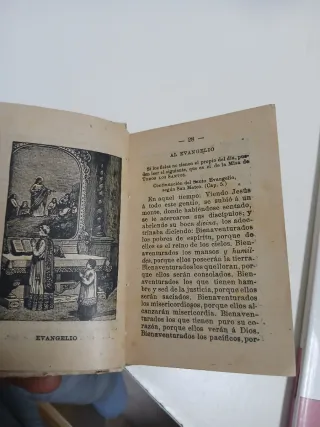 EVANGELIO
— 28 —
AL EVANGELIO
Si los fieles no tienen el propio del día, pue-
den leer el siguiente, que es el de la Misa de
TODOS LOS SANTOS.
Continuación del Santo Evangelio,
según San Mateo. (Cap. 5.)
En aquel tiempo: Viendo Jesús
á todo este gentío, se subió á un
monte, donde habiéndose sentado,
se le acercaron sus discípulos; y
abriendo su boca divina, los adoc-
trinaba diciendo: Bienaventurados
los pobres de espíritu, porque de
ellos es el reino de los cielos. Bien-
aventurados los mansos y humil-
des, porque ellos poseerán la tierra.
Bienaventurados los que lloran, por-
que ellos serán consolados. Bien-
aventurados los que tienen ham-
bre y sed de la justicia, porque ellos
serán saciados. Bienaventurados los
misericordiosos, porque ellos al-
canzarán misericordia. Bienaven-
turados los que tienen puro su co-
razón, porque ellos verán á Dios.
Bienaventurados los pacíficos, por-